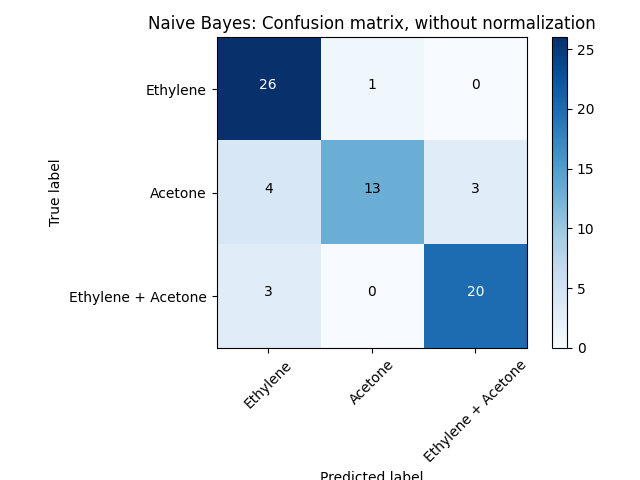 Naive Bayes: Confusion matrix, without normalization
Ethylene
26
1
0
Acetone
4
13
3
Ethylene + Acetone
3
0
20
True label
Ethylene
Acetone
Ethylene + Acetone
Predicted label
25
20
15
10
5
0